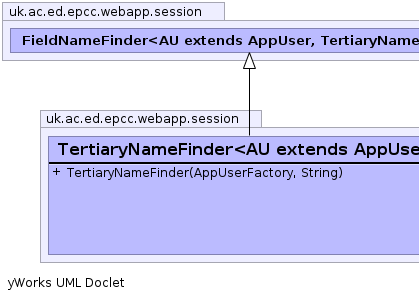 uk.ac.ed.epcc.webapp.session
FieldNameFinder<AU extends AppUser, TertiaryName
uk.ac.ed.epcc.webapp.session
TertiaryNameFinder<AU extends AppUse
+ TertiaryNameFinder(AppUserFactory, String)
yWorks UML Doclet